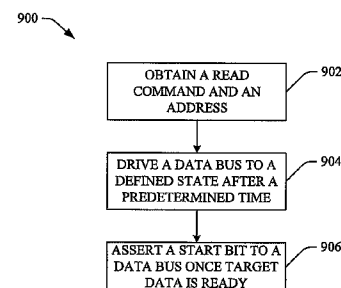 900
OBTAIN A READ
COMMAND AND AN
ADDRESS
902
DRIVE A DATA BUS TO A
DEFINED STATE AFTER A
PREDETERMINED TIME
904
ASSERT A START BIT TO A
DATA BUS ONCE TARGET
DATA IS READY
906